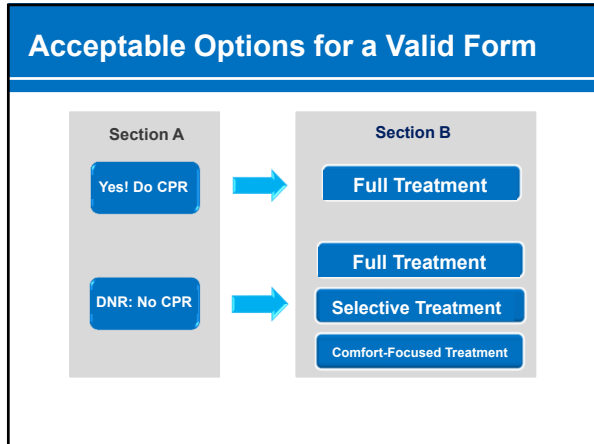 Acceptable Options for a Valid Form
Section A
Section B
Yes! Do CPR
Full Treatment
Full Treatment
DNR: No CPR
Selective Treatment
Comfort-Focused Treatment